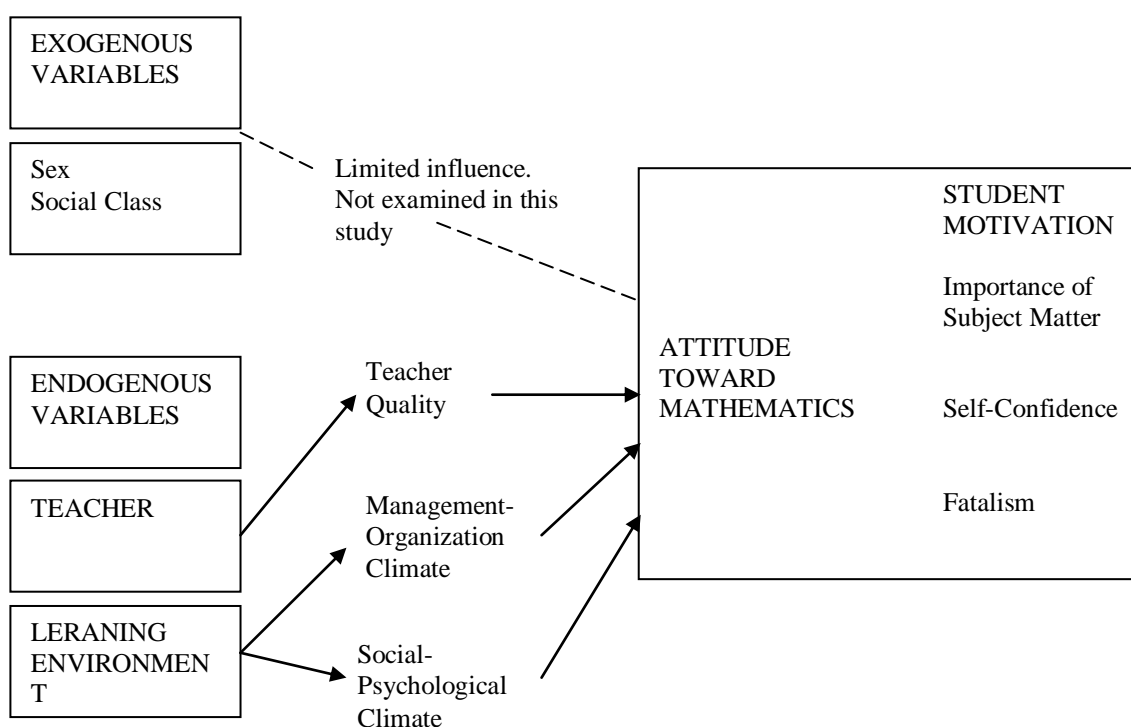 EXOGENOUS
VARIABLES
Sex
Social Class
Limited influence.
Not examined in this
study
ENDOGENOUS
VARIABLES
TEACHER
LERANING
ENVIRONMEN
T
Teacher
Quality
Management-
Organization
Climate
Social-
Psychological
Climate
ATTITUDE
TOWARD
MATHEMATICS
STUDENT
MOTIVATION
Importance of
Subject Matter
Self-Confidence
Fatalism